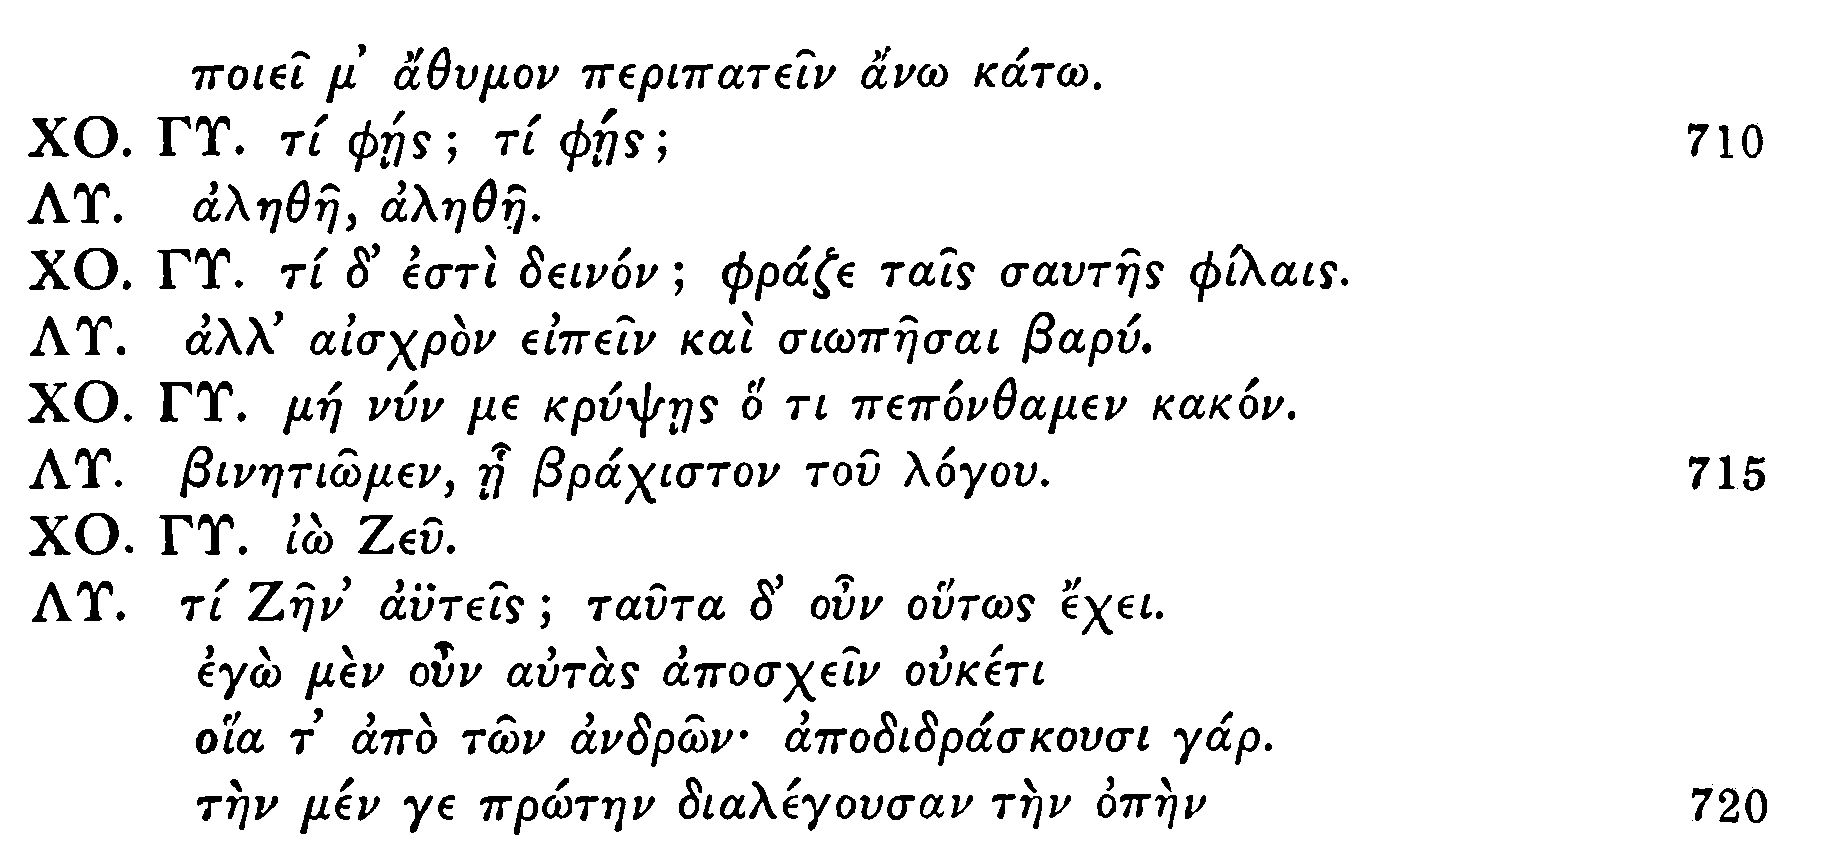 ποιεῖ μ’ ἄθυμον περιπατεῖν ἄνω κάτω.
ΧΟ. ΓΥ. τί φῄς; τί φῄς; 710
ΛΥ. ἀληθῆ, ἀληθῆ.
ΧΟ. ΓΥ. τί δ’ ἐστὶ δεινόν; φράζε ταῖς σαυτῆς φίλαις.
ΛΥ. ἀλλ’ αἰσχρὸν εἰπεῖν καὶ σιωπῆσαι βαρύ.
ΧΟ. ΓΥ. μή νύν με κρύψῃς ὅ τι πεπόνθαμεν κακόν.
ΛΥ. βινητιῶμεν, ᾗ βράχιστον τοῦ λόγου. 715
ΧΟ. ΓΥ. ἰὼ Ζεῦ.
ΛΥ. τί Ζῆν’ ἀϋτεῖς; ταῦτα δ’ οὖν οὕτως ἔχει.
ἐγὼ μὲν οὖν αὐτὰς ἀποσχεῖν οὐκέτι
οἵα τ’ ἀπὸ τῶν ἀνδρῶν· ἀποδιδράσκουσι γάρ.
τὴν μέν γε πρώτην διαλέγουσαν τὴν ὀπὴν 720